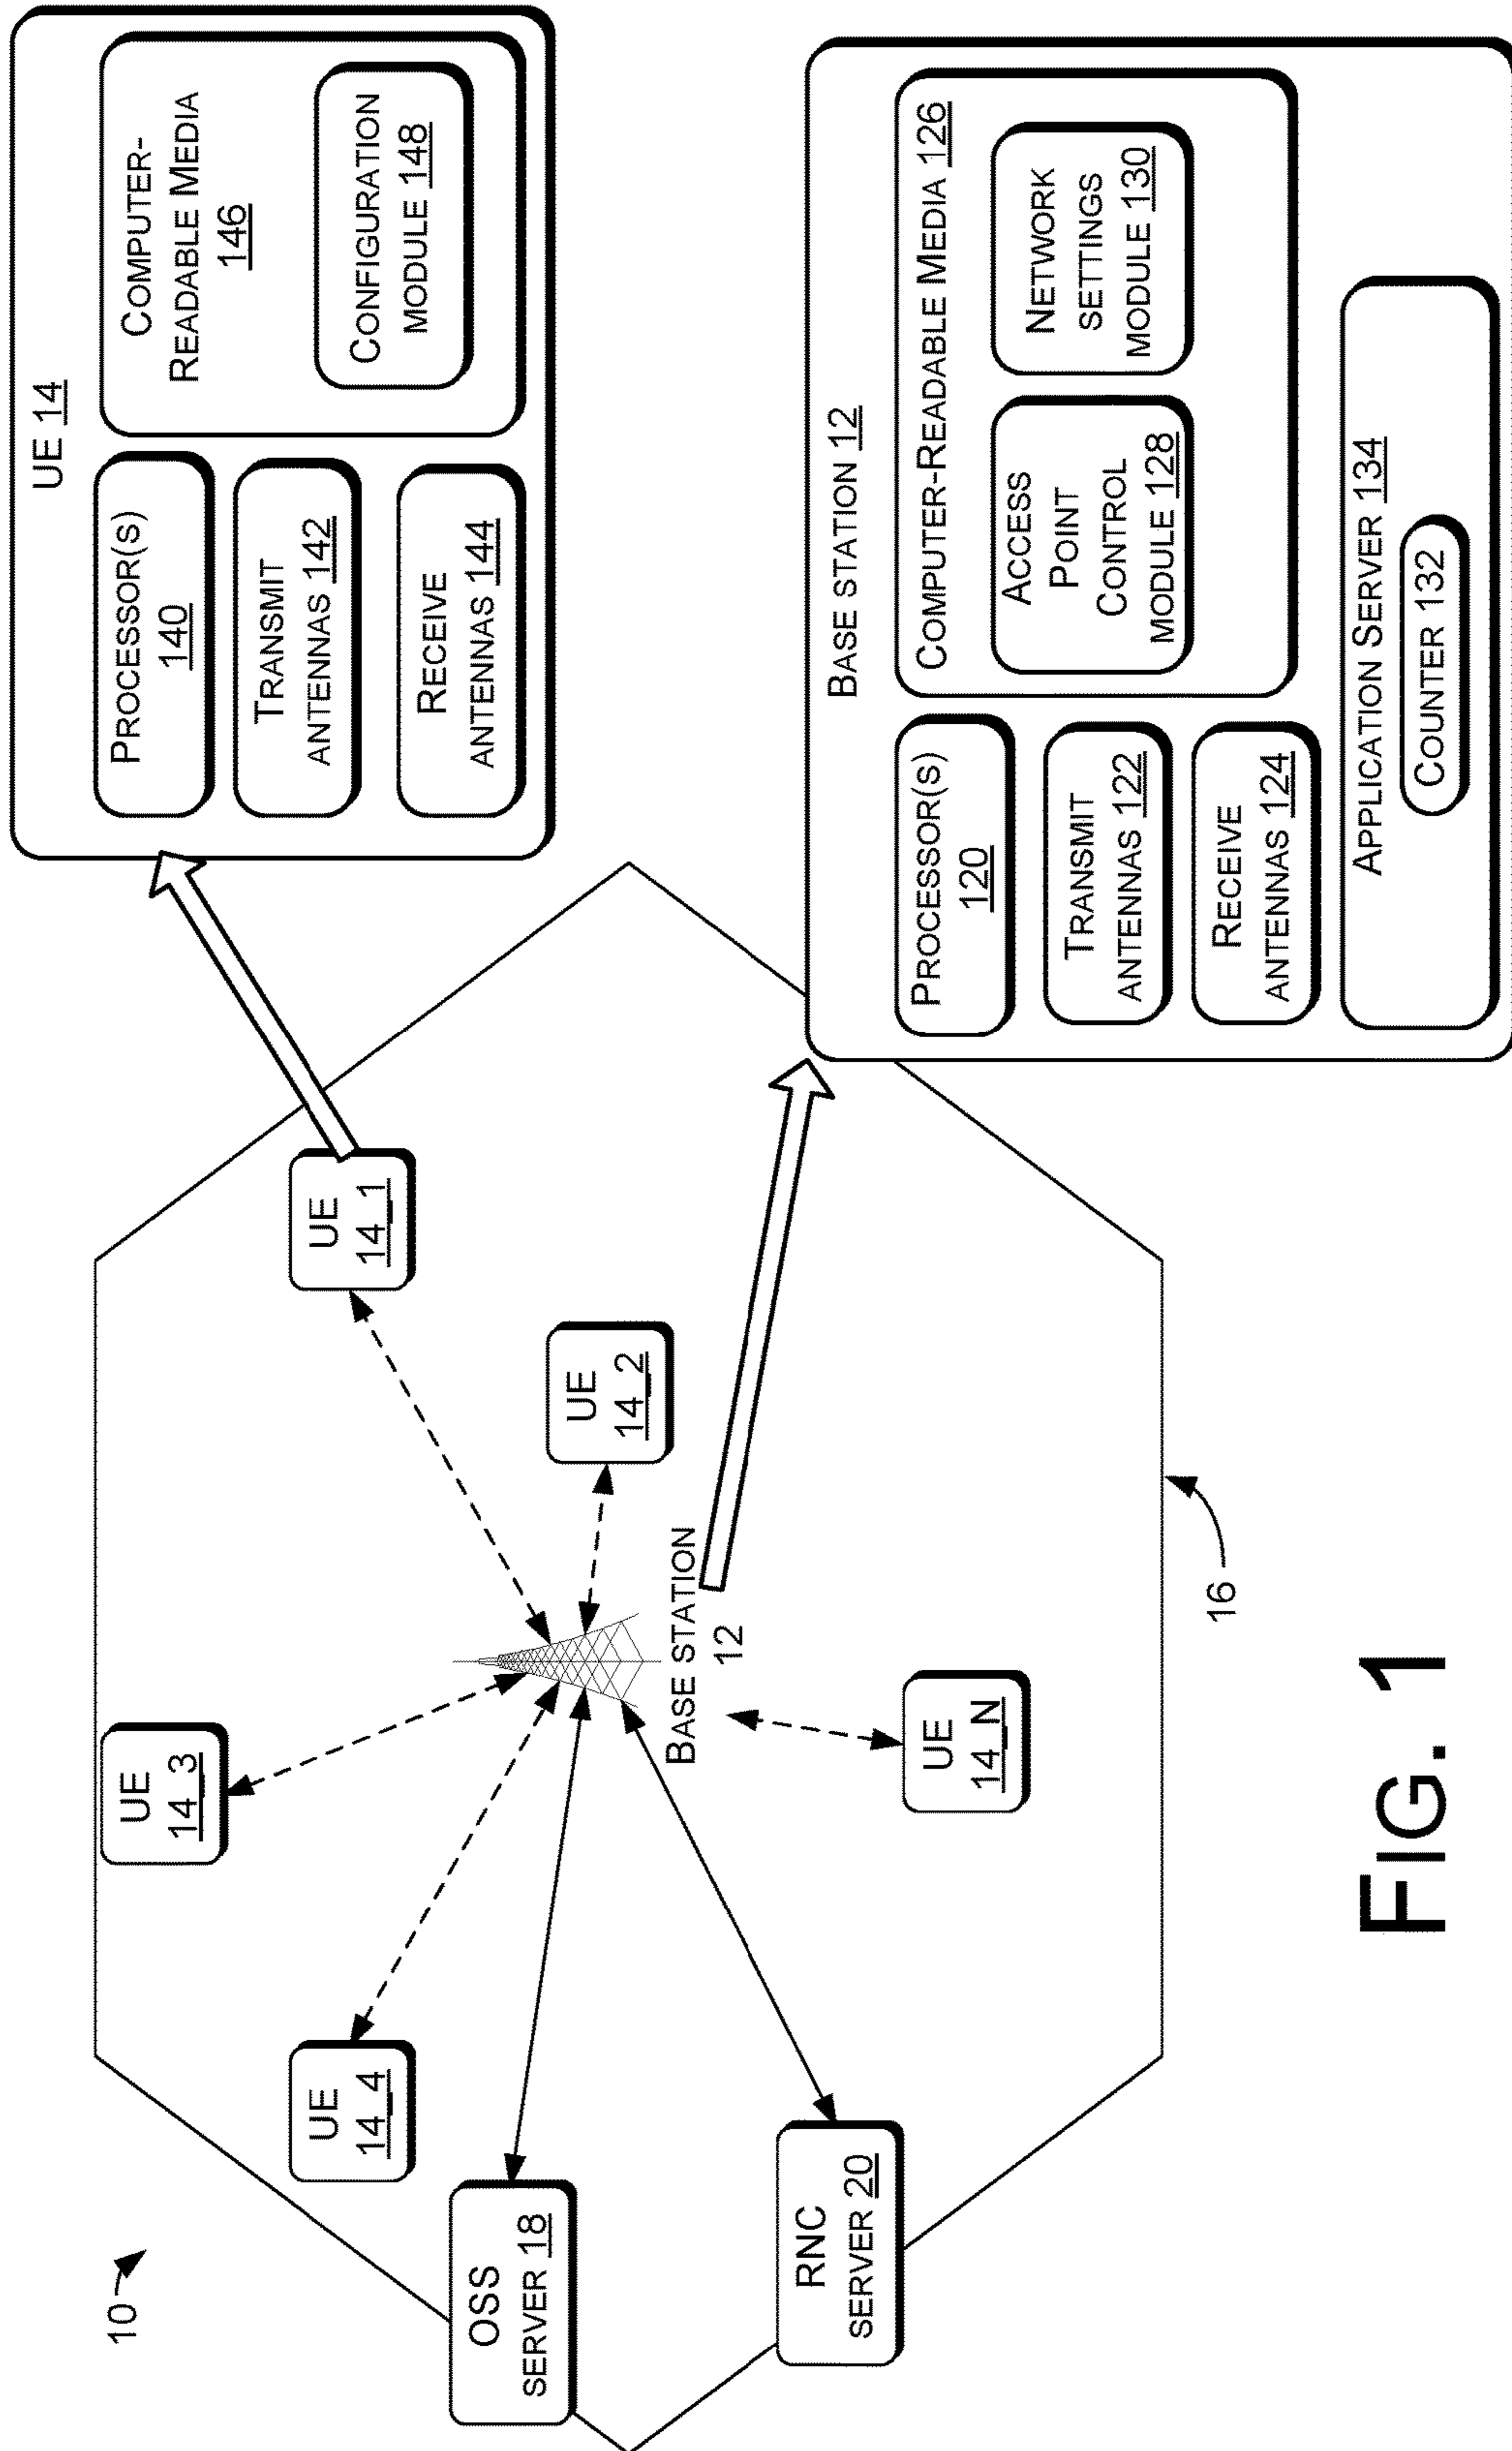 10
UE
14_3
UE
14_4
OSS
SERVER 18
RNC
SERVER 20
UE
14_1
UE
14_2
BASE STATION
12
UE
14_N
16
UE 14
PROCESSOR(S)
140
TRANSMIT
ANTENNAS 142
RECEIVE
ANTENNAS 144
COMPUTER-
READABLE MEDIA
146
CONFIGURATION
MODULE 148
BASE STATION 12
PROCESSOR(S)
120
TRANSMIT
ANTENNAS 122
RECEIVE
ANTENNAS 124
COMPUTER-READABLE MEDIA 126
ACCESS
POINT
CONTROL
MODULE 128
NETWORK
SETTINGS
MODULE 130
APPLICATION SERVER 134
COUNTER 132
FIG. 1